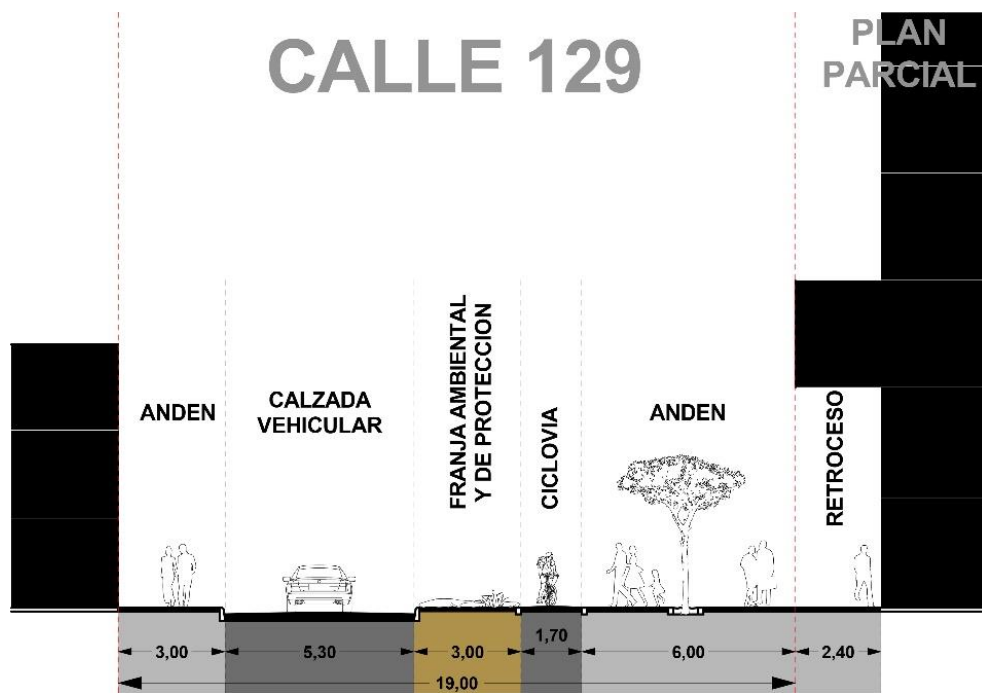 CALLE 129
PLAN
PARCIAL
ANDEN
CALZADA
VEHICULAR
FRANJA AMBIENTAL
Y DE PROTECCION
CICLOVIA
ANDEN
RETROCESO
3,00
5,30
3,00
1,70
6,00
2,40
19,00